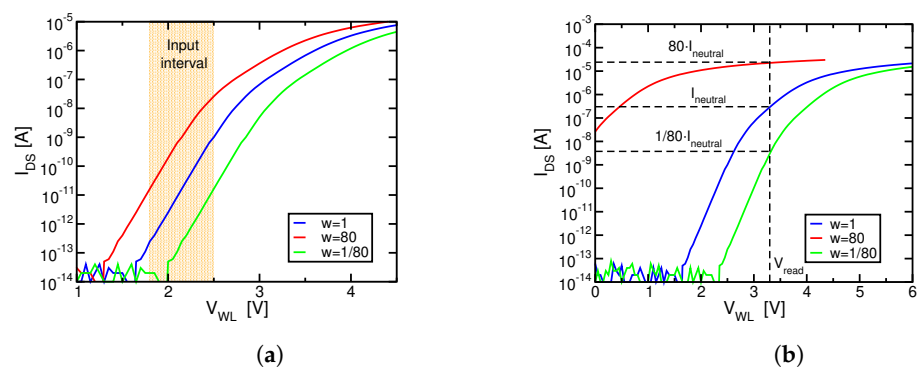 10^-5
10^-6
10^-7
10^-8
10^-9
10^-10
10^-11
10^-12
10^-13
10^-14
I_DS [A]
Input
interval
w=1
w=80
w=1/80
1 2 3 4
V_WL [V]
(a)
10^-3
10^-4
10^-5
10^-6
10^-7
10^-8
10^-9
10^-10
10^-11
10^-12
10^-13
10^-14
I_DS [A]
80·I_neutral
I_neutral
1/80·I_neutral
w=1
w=80
w=1/80
V_read
0 1 2 3 4 5 6
V_WL [V]
(b)